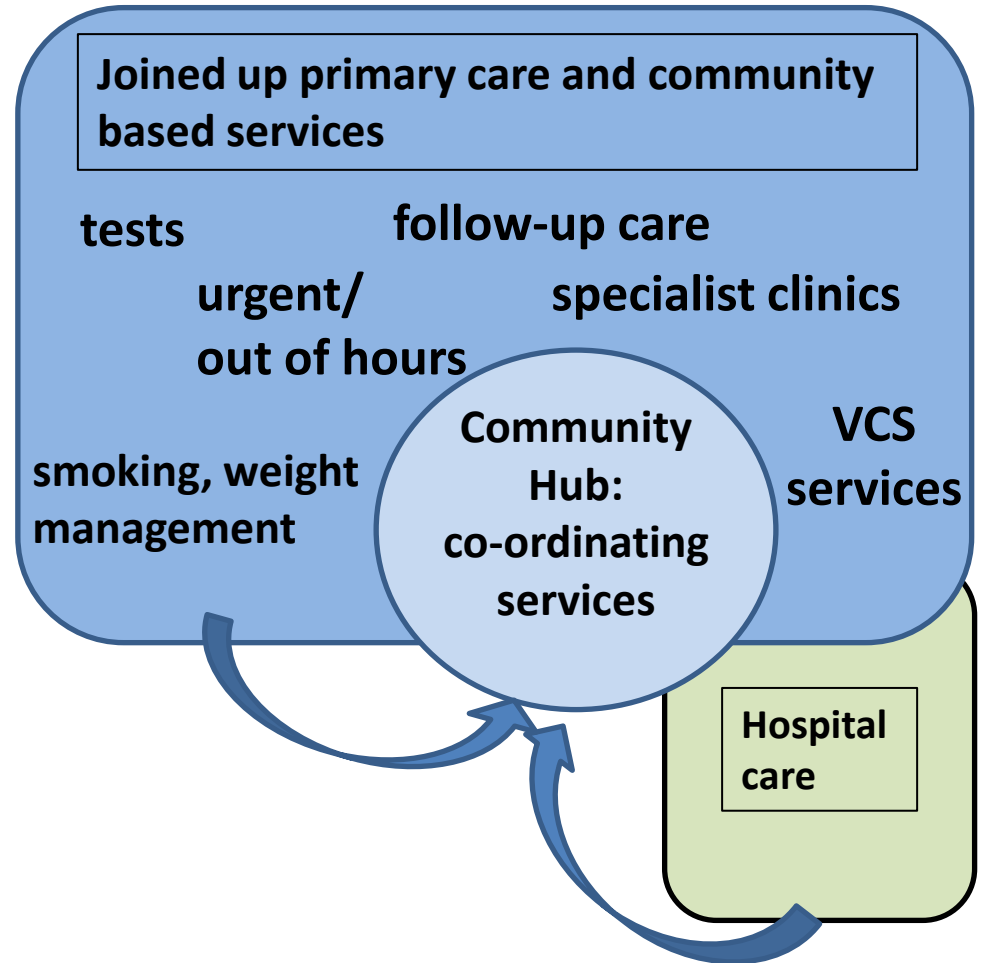 Joined up primary care and community
based services
tests
follow-up care
urgent/
out of hours
specialist clinics
smoking, weight
management
Community
Hub:
co-ordinating
services
VCS
services
Hospital
care